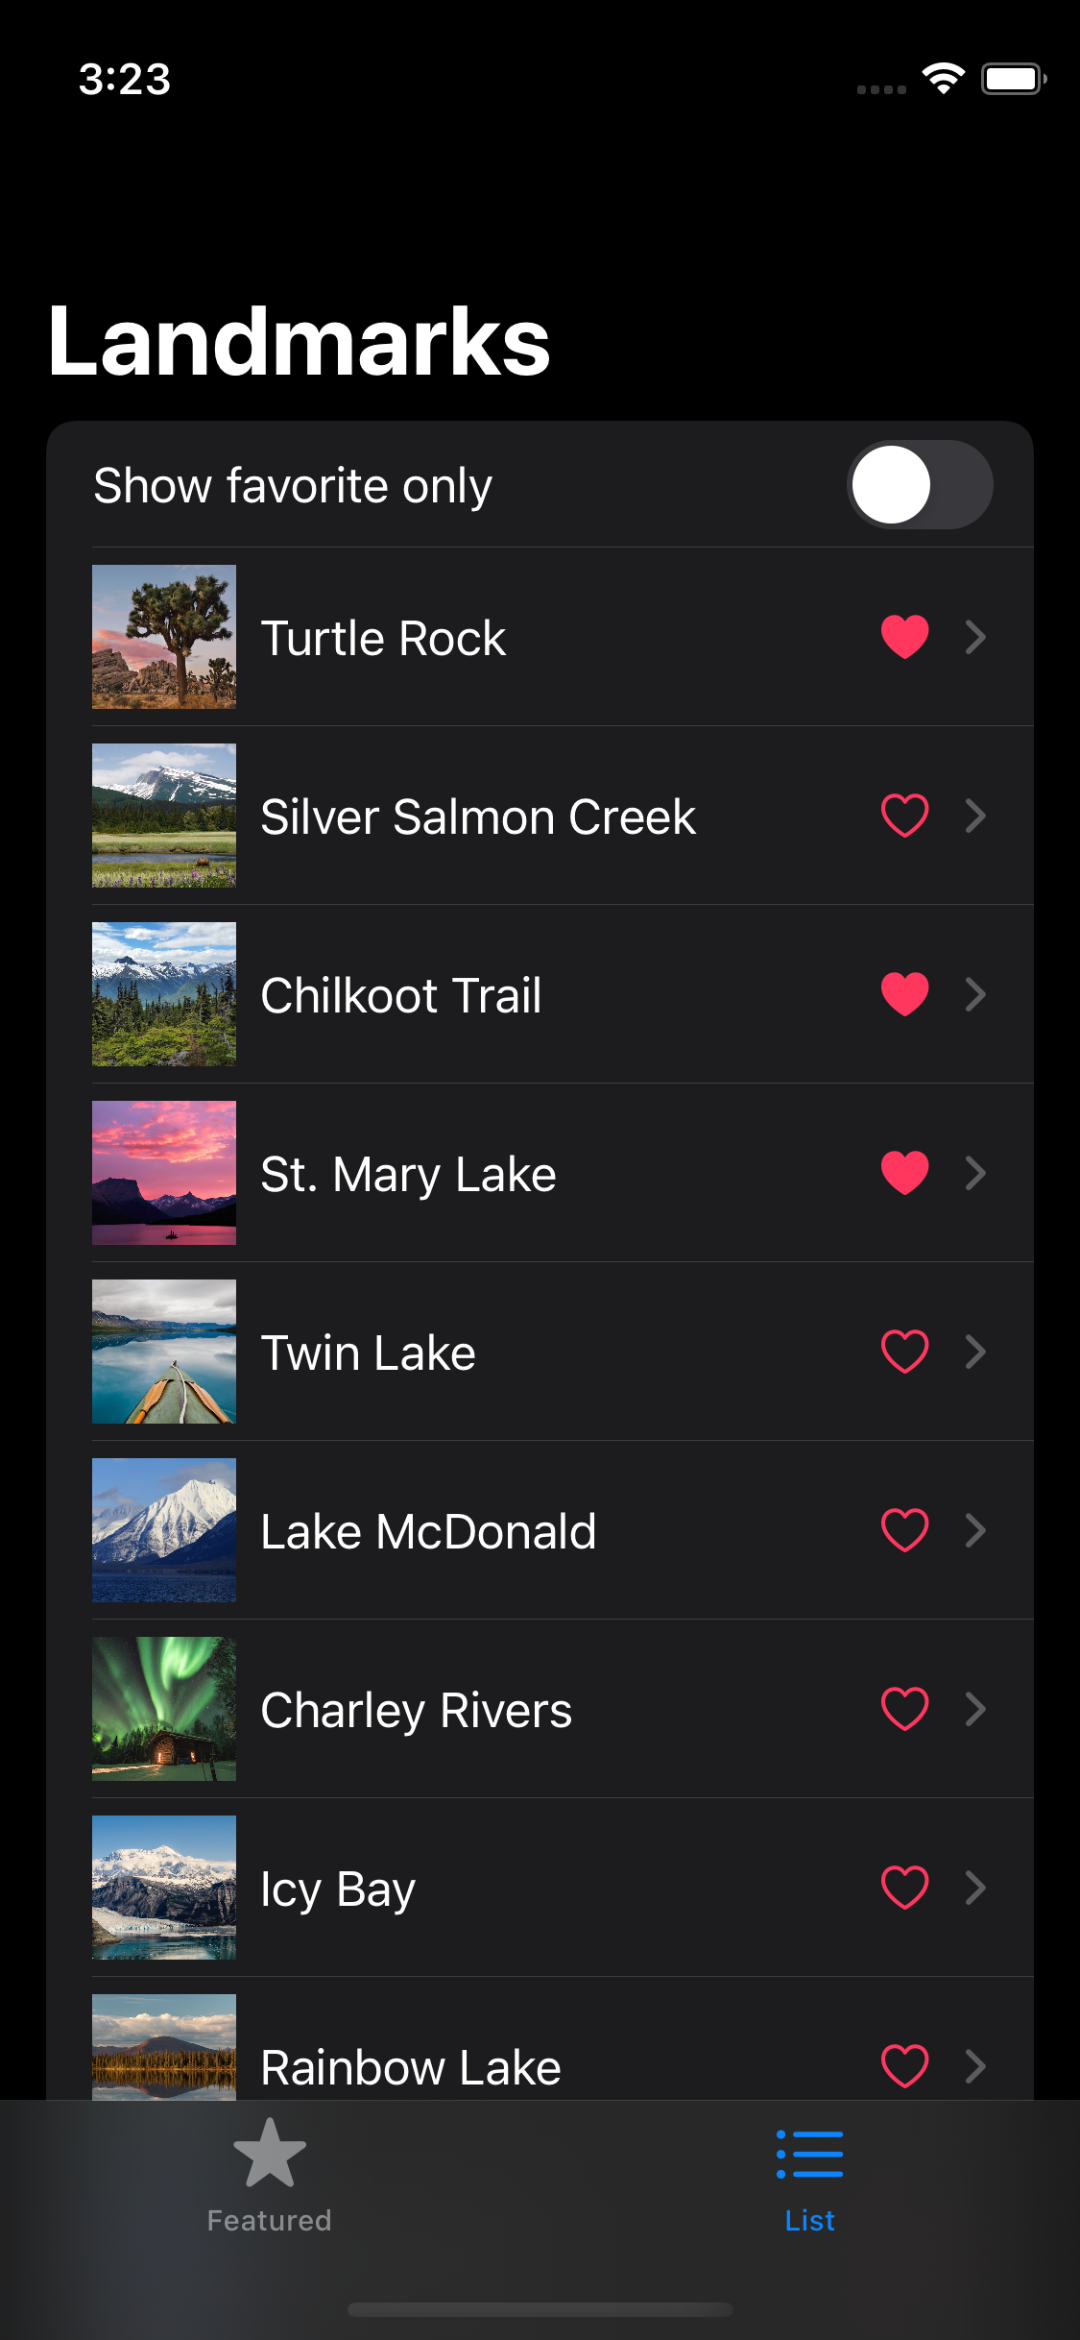 3:23
Landmarks
Show favorite only
Turtle Rock
Silver Salmon Creek
Chilkoot Trail
St. Mary Lake
Twin Lake
Lake McDonald
Charley Rivers
Icy Bay
Rainbow Lake
Featured
List